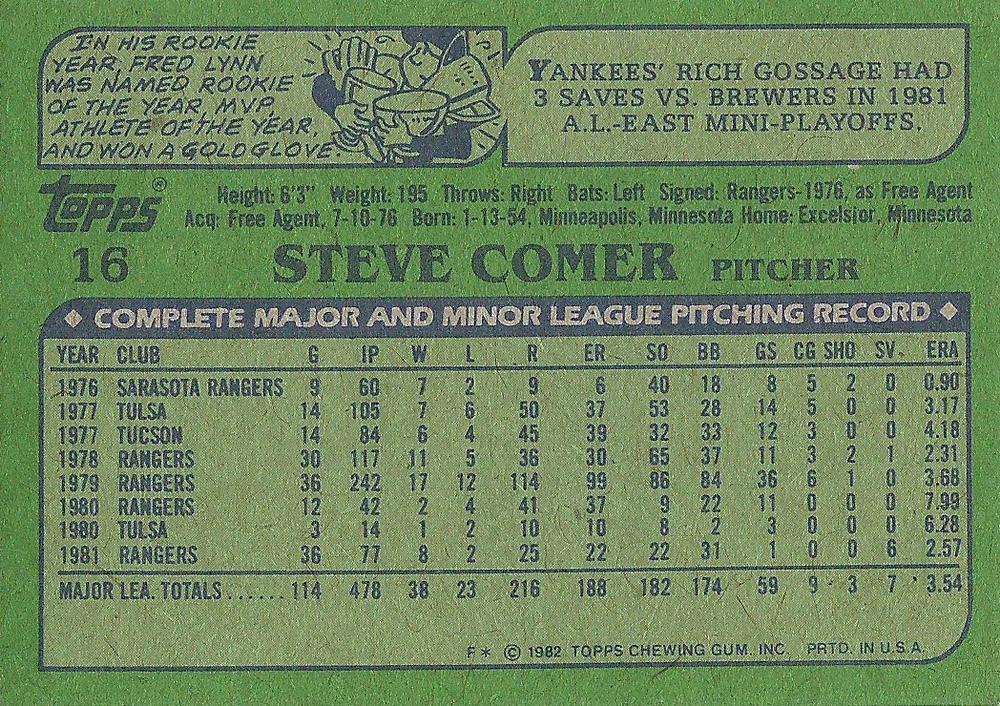 IN HIS ROOKIE
YEAR, FRED LYNN
WAS NAMED ROOKIE
OF THE YEAR, MVP,
ATHLETE OF THE YEAR,
AND WON A GOLD GLOVE.
YANKEES' RICH GOSSAGE HAD
3 SAVES VS. BREWERS IN 1981
A.L.-EAST MINI-PLAYOFFS.
TOPPS®
Height: 6'3" Weight: 195 Throws: Right Bats: Left Signed: Rangers-1976, as Free Agent
Acq: Free Agent, 7-10-76 Born: 1-13-54, Minneapolis, Minnesota Home: Excelsior, Minnesota
16 STEVE COMER PITCHER
COMPLETE MAJOR AND MINOR LEAGUE PITCHING RECORD
YEAR CLUB G IP W L R ER SO BB GS CG SHO SV. ERA
1976 SARASOTA RANGERS 9 60 7 2 9 6 40 18 8 5 2 0 0.90
1977 TULSA 14 105 7 6 50 37 53 28 14 5 0 0 3.17
1977 TUCSON 14 84 6 4 45 39 32 33 12 3 0 0 4.18
1978 RANGERS 30 117 11 5 36 30 65 37 11 3 2 1 2.31
1979 RANGERS 36 242 17 12 114 99 86 84 36 6 1 0 3.68
1980 RANGERS 12 42 2 4 41 37 9 22 11 0 0 0 7.99
1980 TULSA 3 14 1 2 10 10 8 2 3 0 0 0 6.28
1981 RANGERS 36 77 8 2 25 22 22 31 1 0 0 6 2.57
MAJOR LEA. TOTALS...... 114 478 38 23 216 188 182 174 59 9 3 7 3.54
F* © 1982 TOPPS CHEWING GUM. INC. PRTD. IN U.S.A.